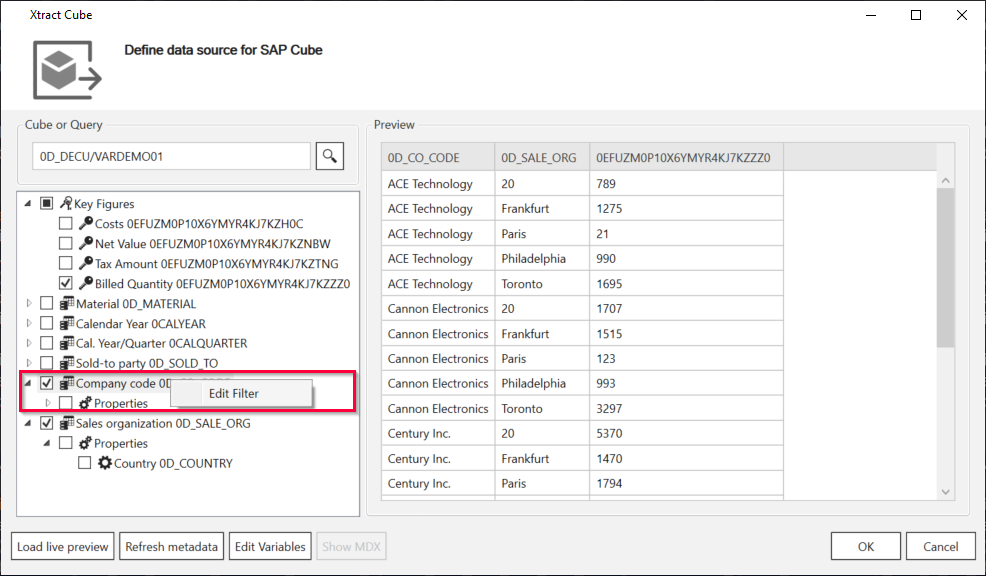 Xtract Cube
Define data source for SAP Cube
Cube or Query
0D_DECU/VARDEMO01
Key Figures
Costs 0EFUZM0P10X6YMYR4KJ7KZH0C
Net Value 0EFUZM0P10X6YMYR4KJ7KZNBW
Tax Amount 0EFUZM0P10X6YMYR4KJ7KZTNG
Billed Quantity 0EFUZM0P10X6YMYR4KJ7KZZZ0
Material 0D_MATERIAL
Calendar Year 0CALYEAR
Cal. Year/Quarter 0CALQUARTER
Sold-to party 0D_SOLD_TO
Company code
Edit Filter
Properties
Sales organization 0D_SALE_ORG
Properties
Country 0D_COUNTRY
Preview
0D_CO_CODE 0D_SALE_ORG 0EFUZM0P10X6YMYR4KJ7KZZZ0
ACE Technology 20 789
ACE Technology Frankfurt 1275
ACE Technology Paris 21
ACE Technology Philadelphia 990
ACE Technology Toronto 1695
Cannon Electronics 20 1707
Cannon Electronics Frankfurt 1515
Cannon Electronics Paris 123
Cannon Electronics Philadelphia 993
Cannon Electronics Toronto 3297
Century Inc. 20 5370
Century Inc. Frankfurt 1470
Century Inc. Paris 1794
Load live preview Refresh metadata Edit Variables Show MDX OK Cancel